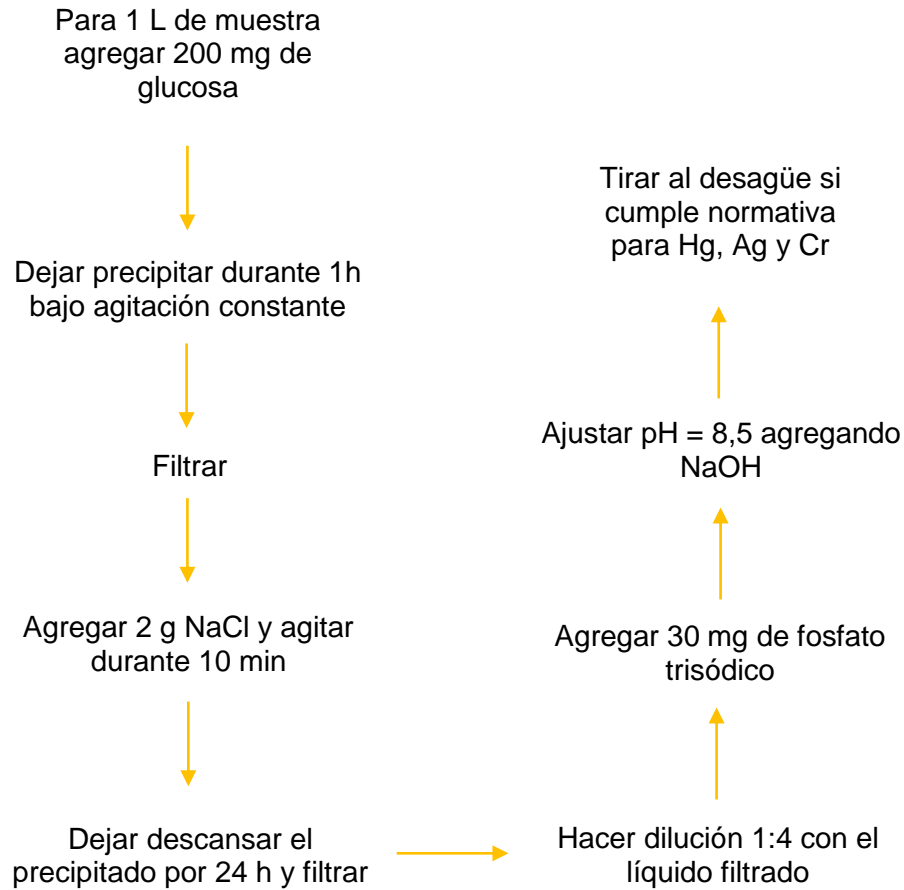 Para 1 L de muestra
agregar 200 mg de
glucosa
Dejar precipitar durante 1h
bajo agitación constante
Filtrar
Agregar 2 g NaCl y agitar
durante 10 min
Dejar descansar el
precipitado por 24 h y filtrar
Hacer dilución 1:4 con el
líquido filtrado
Agregar 30 mg de fosfato
trisódico
Ajustar pH = 8,5 agregando
NaOH
Tirar al desagüe si
cumple normativa
para Hg, Ag y Cr